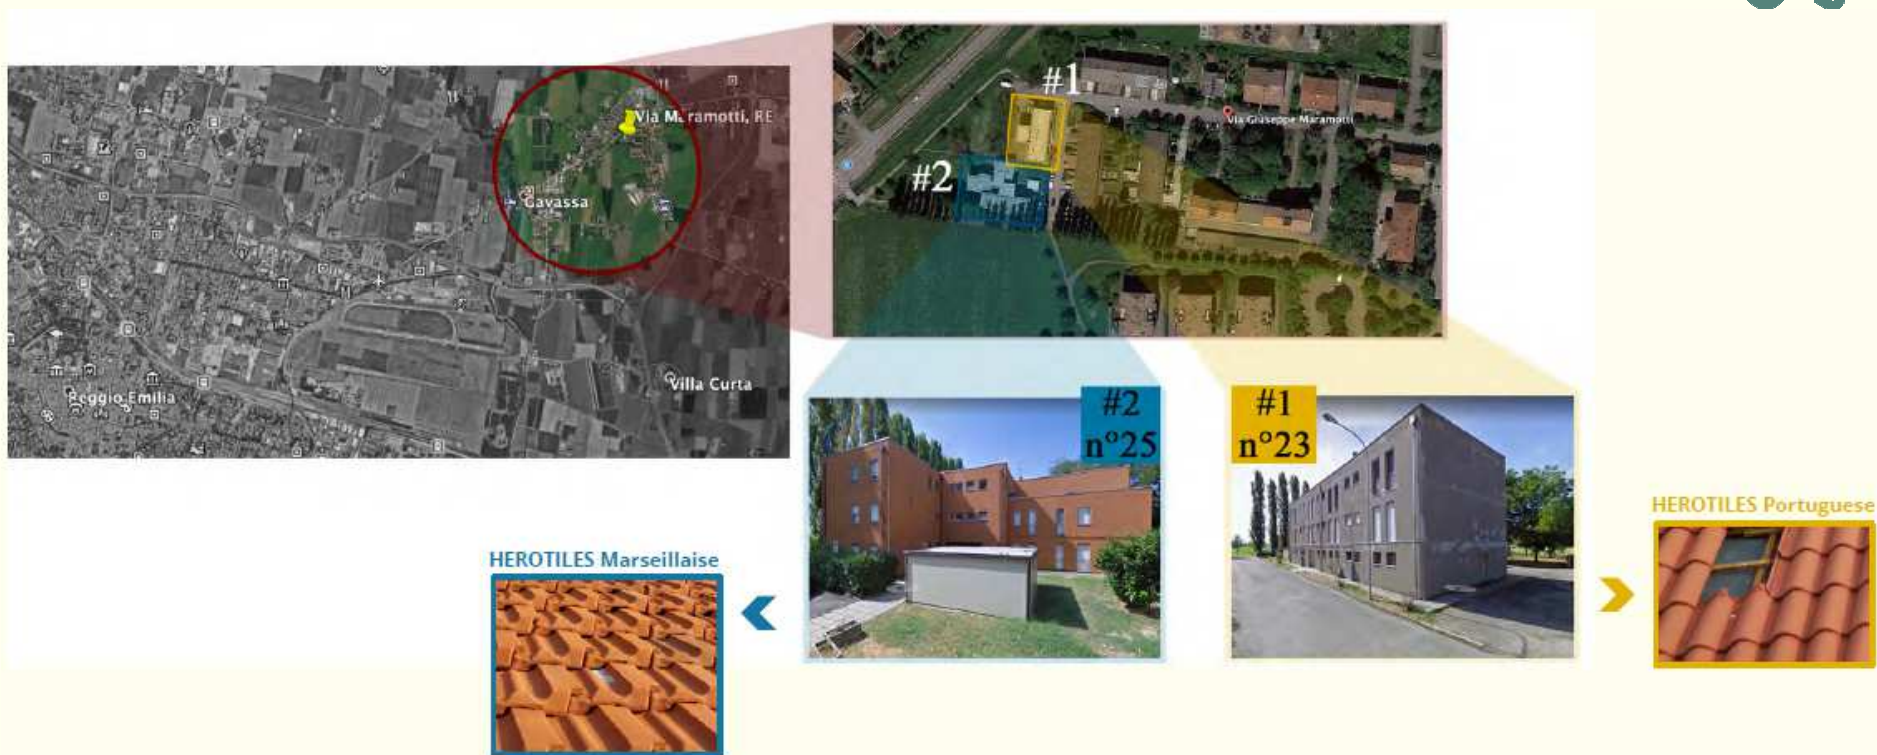 Via Maramotti, RE
Gavassa
Villa Curta
Reggio Emilia
#1
#2
Via Giuseppe Maramotti
#2
n°25
#1
n°23
HEROTILES Marseillaise
HEROTILES Portuguese